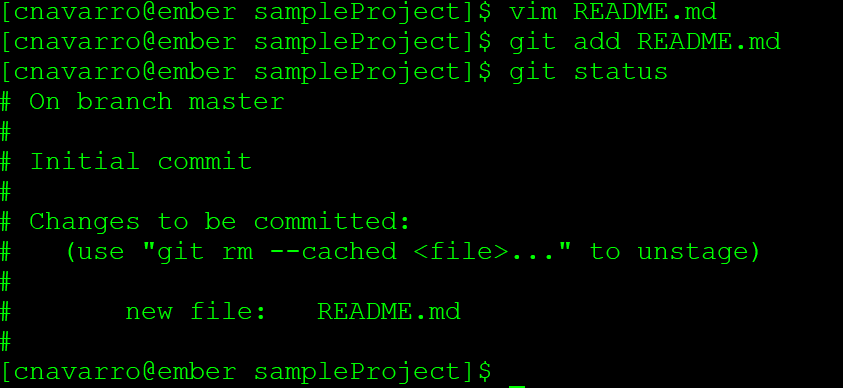 [cnavarro@ember sampleProject]$ vim README.md
[cnavarro@ember sampleProject]$ git add README.md
[cnavarro@ember sampleProject]$ git status
# On branch master
#
# Initial commit
#
# Changes to be committed:
#   (use "git rm --cached <file>..." to unstage)
#
#       new file:   README.md
#
[cnavarro@ember sampleProject]$